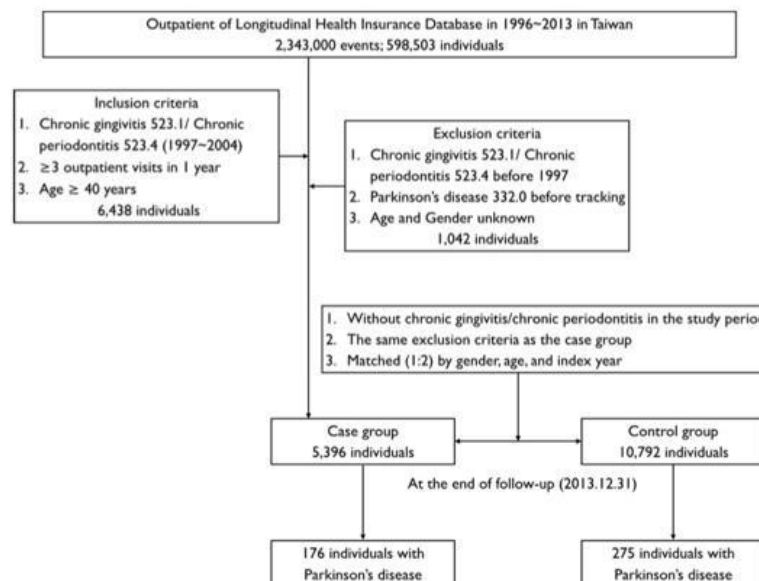 Outpatient of Longitudinal Health Insurance Database in 1996~2013 in Taiwan
2,343,000 events; 598,503 individuals
Inclusion criteria
1. Chronic gingivitis 523.1/ Chronic
periodontitis 523.4 (1997~2004)
2. ≥3 outpatient visits in 1 year
3. Age ≥ 40 years
6,438 individuals
Exclusion criteria
1. Chronic gingivitis 523.1/ Chronic
periodontitis 523.4 before 1997
2. Parkinson's disease 332.0 before tracking
3. Age and Gender unknown
1,042 individuals
1. Without chronic gingivitis/chronic periodontitis in the study perio
2. The same exclusion criteria as the case group
3. Matched (1:2) by gender, age, and index year
Case group
5,396 individuals
Control group
10,792 individuals
At the end of follow-up (2013.12.31)
176 individuals with
Parkinson's disease
275 individuals with
Parkinson's disease